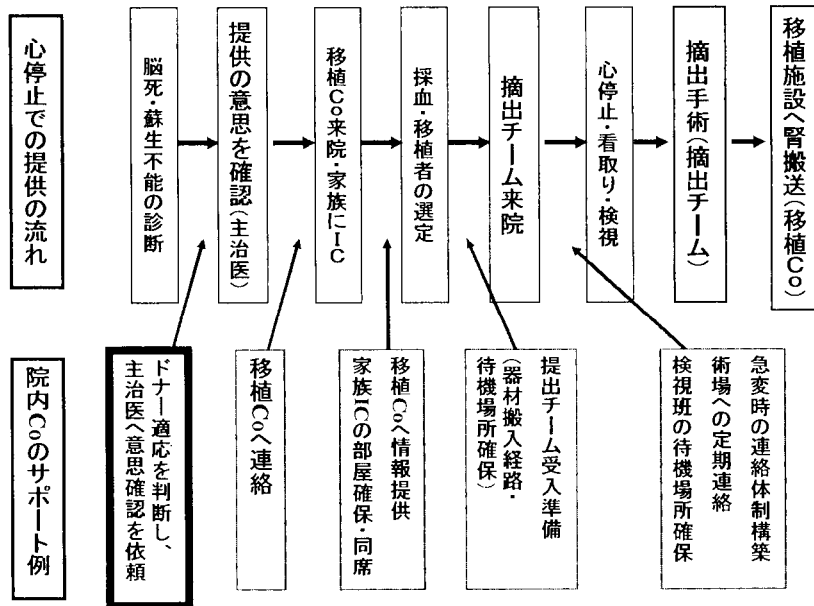 心停止での提供の流れ
脳死・蘇生不能の診断
提供の意思を確認(主治医)
移植Co来院・家族にIC
採血・移植者の選定
摘出チーム来院
心停止・看取り・検視
摘出手術(摘出チーム)
移植施設へ腎搬送(移植Co)
院内Coのサポート例
ドナー適応を判断し、
主治医へ意思確認を依頼
移植Coへ連絡
移植Coへ情報提供
家族ICの部屋確保・同席
提出チーム受入準備
(器材搬入経路・
待機場所確保)
急変時の連絡体制構築
術場への定期連絡
検視班の待機場所確保